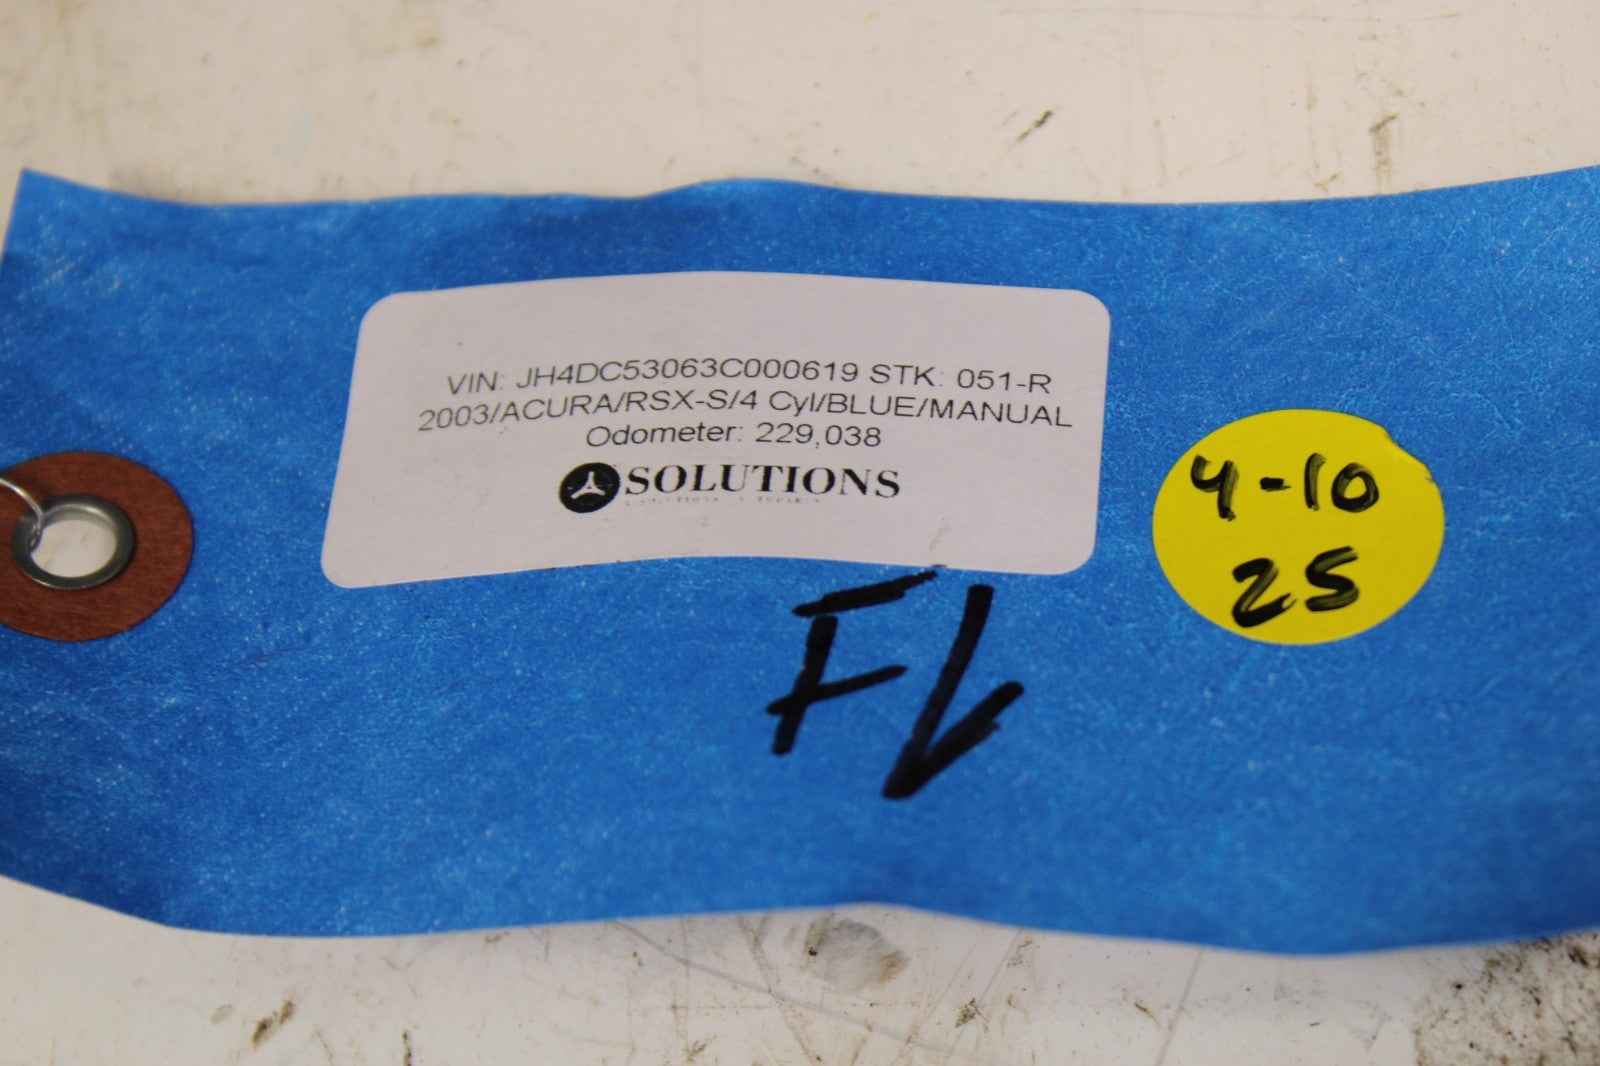 VIN: JH4DC53063C000619 STK: 051-R
2003/ACURA/RSX-S/4 Cyl/BLUE/MANUAL
Odometer: 229,038
SOLUTIONS
4-10
25
FL